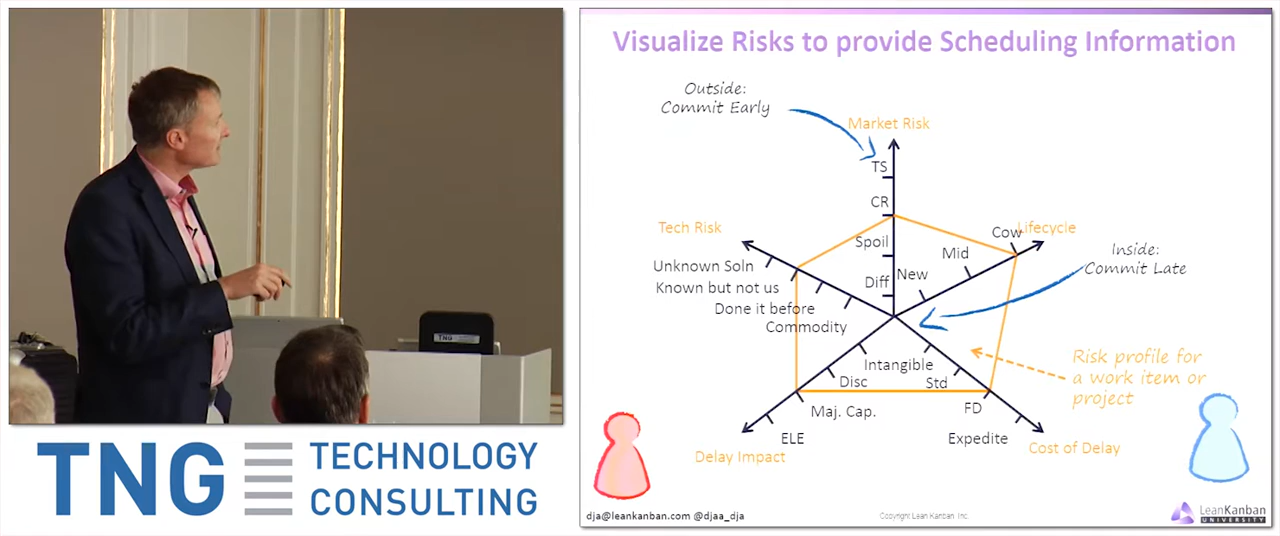 TNG
TNG TECHNOLOGY
CONSULTING
Visualize Risks to provide Scheduling Information
Outside:
Commit Early
Market Risk
TS
CR
Spoil
Diff
Tech Risk
Unknown Soln
Known but not us
Done it before
Commodity
Lifecycle
Cow
Mid
New
Inside:
Commit Late
Intangible
Std
FD
Expedite
Cost of Delay
Disc
Maj. Cap.
ELE
Delay Impact
Risk profile for
a work item or
project
dja@leankanban.com @djaa_dja
Copyright Lean Kanban Inc.
LeanKanban
UNIVERSITY